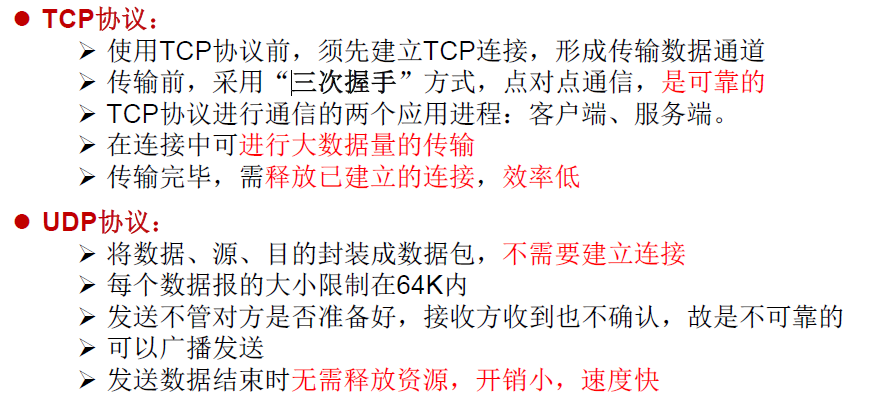 TCP协议：
使用TCP协议前，须先建立TCP连接，形成传输数据通道
传输前，采用“三次握手”方式，点对点通信，是可靠的
TCP协议进行通信的两个应用进程：客户端、服务端。
在连接中可进行大数据量的传输
传输完毕，需释放已建立的连接，效率低
UDP协议：
将数据、源、目的封装成数据包，不需要建立连接
每个数据报的大小限制在64K内
发送不管对方是否准备好，接收方收到也不确认，故是不可靠的
可以广播发送
发送数据结束时无需释放资源，开销小，速度快